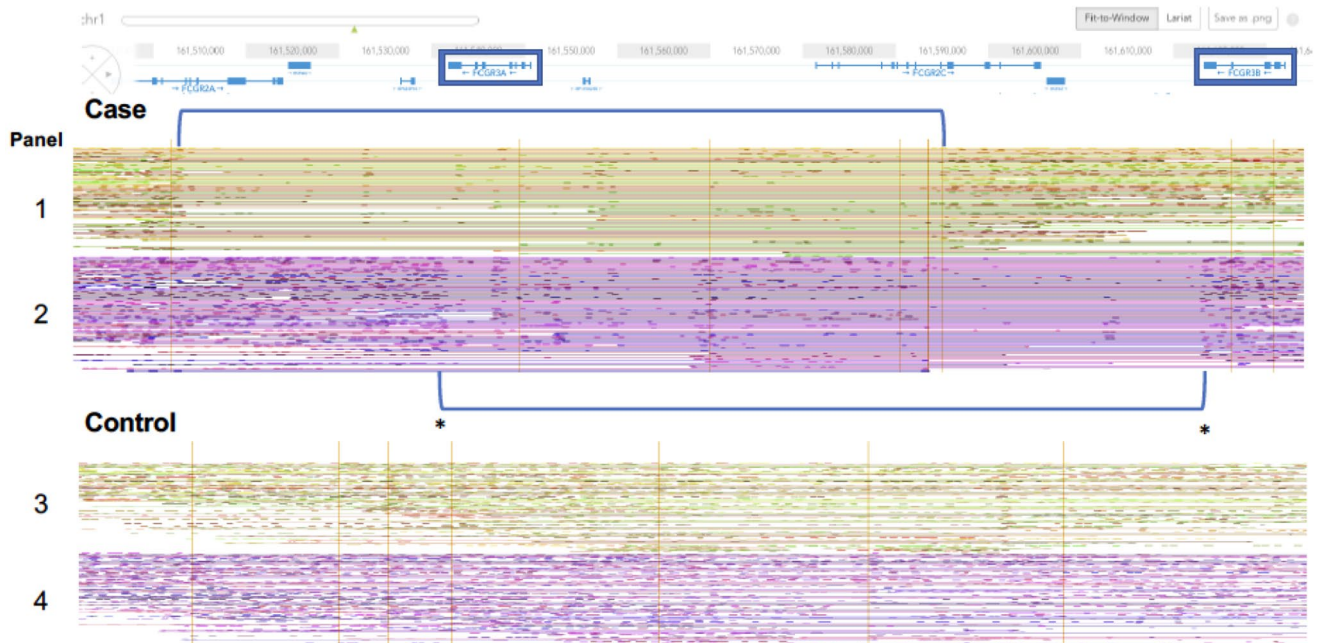 chr1
Fit-to-Window Lariat Save as .png
161,510,000 161,520,000 161,530,000 161,550,000 161,560,000 161,570,000 161,580,000 161,590,000 161,600,000 161,610,000
FCGR3A FCGR3B
FCGR2A FCGR2C
Case
Panel
1
2
* *
Control
3
4